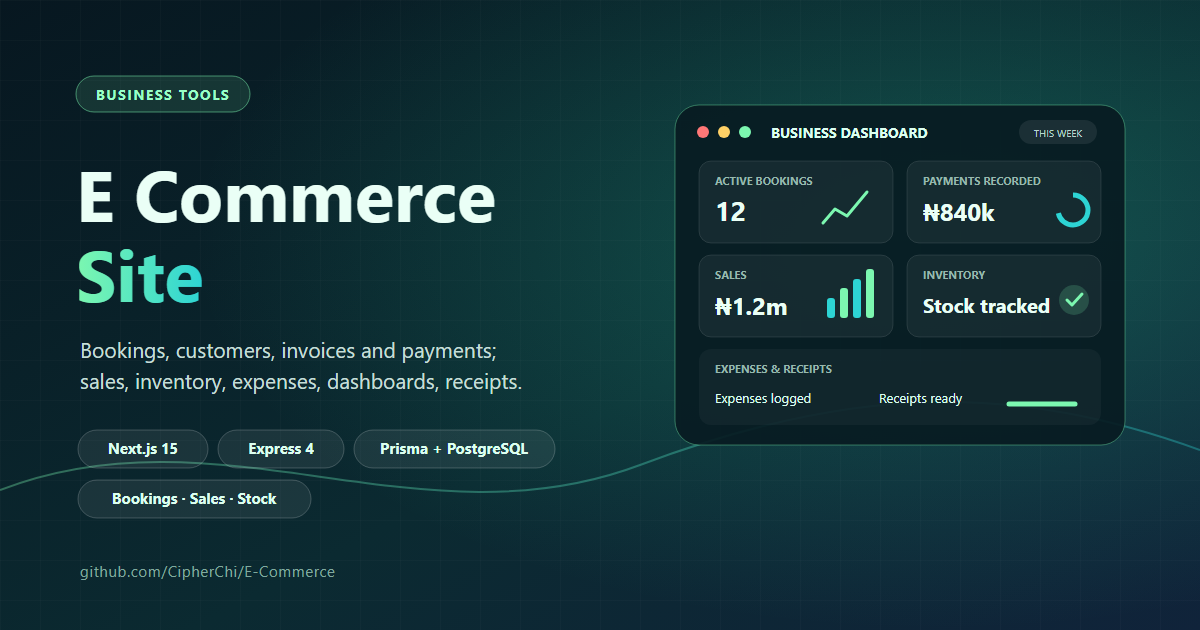 BUSINESS TOOLS
E Commerce
Site
Bookings, customers, invoices and payments;
sales, inventory, expenses, dashboards, receipts.
Next.js 15
Express 4
Prisma + PostgreSQL
Bookings · Sales · Stock
github.com/CipherChi/E-Commerce
BUSINESS DASHBOARD
THIS WEEK
ACTIVE BOOKINGS
12
PAYMENTS RECORDED
₦840k
SALES
₦1.2m
INVENTORY
Stock tracked
EXPENSES & RECEIPTS
Expenses logged
Receipts ready